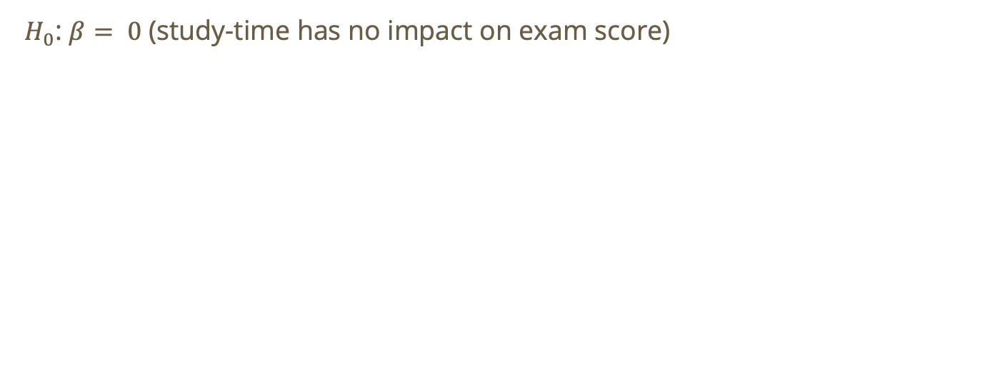 H₀: β = 0 (study-time has no impact on exam score)